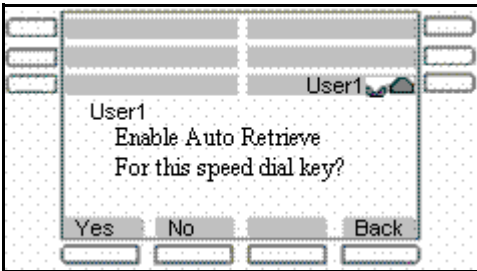 User1
User1
Enable Auto Retrieve
For this speed dial key?
Yes No Back